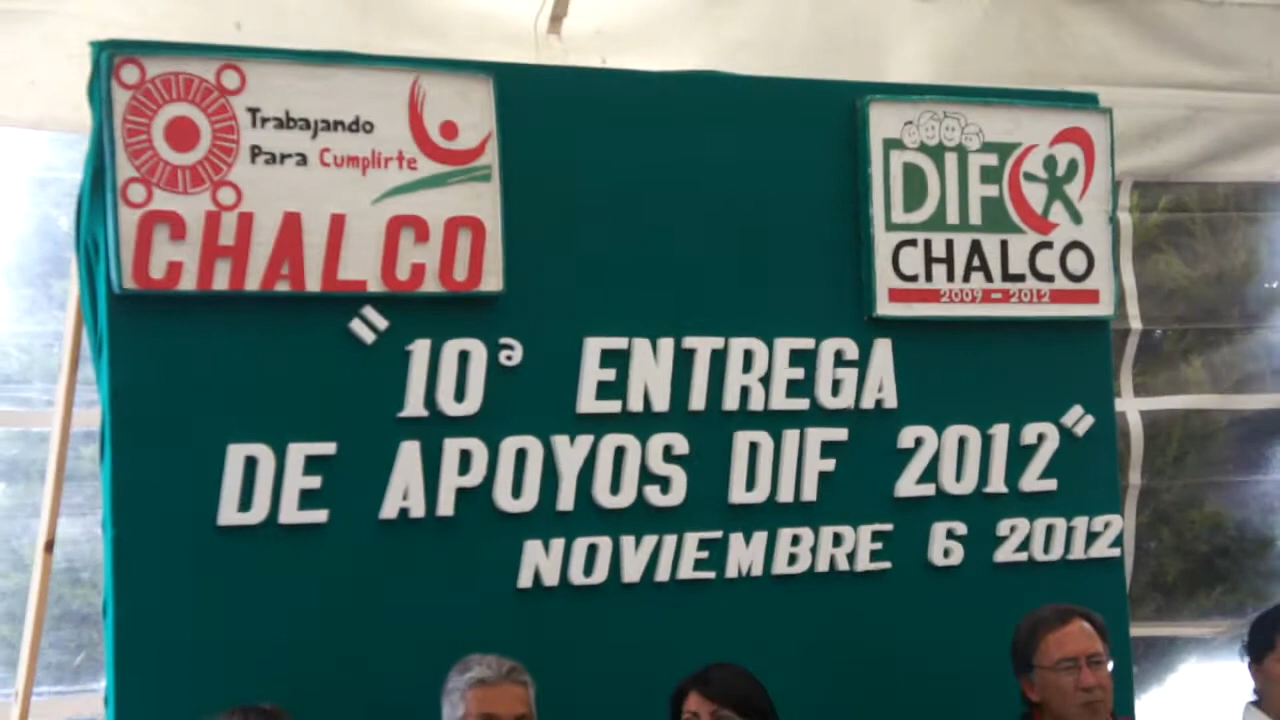 Trabajando
Para Cumplirte
CHALCO
DIF
CHALCO
2009 - 2012
"10ª ENTREGA
DE APOYOS DIF 2012"
NOVIEMBRE 6 2012